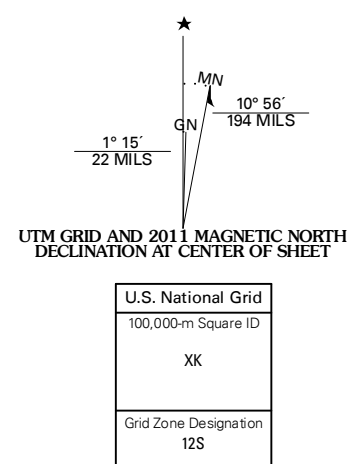 MN
GN
10° 56´
194 MILS
1° 15´
22 MILS
UTM GRID AND 2011 MAGNETIC NORTH
DECLINATION AT CENTER OF SHEET
U.S. National Grid
100,000-m Square ID
XK
Grid Zone Designation
12S